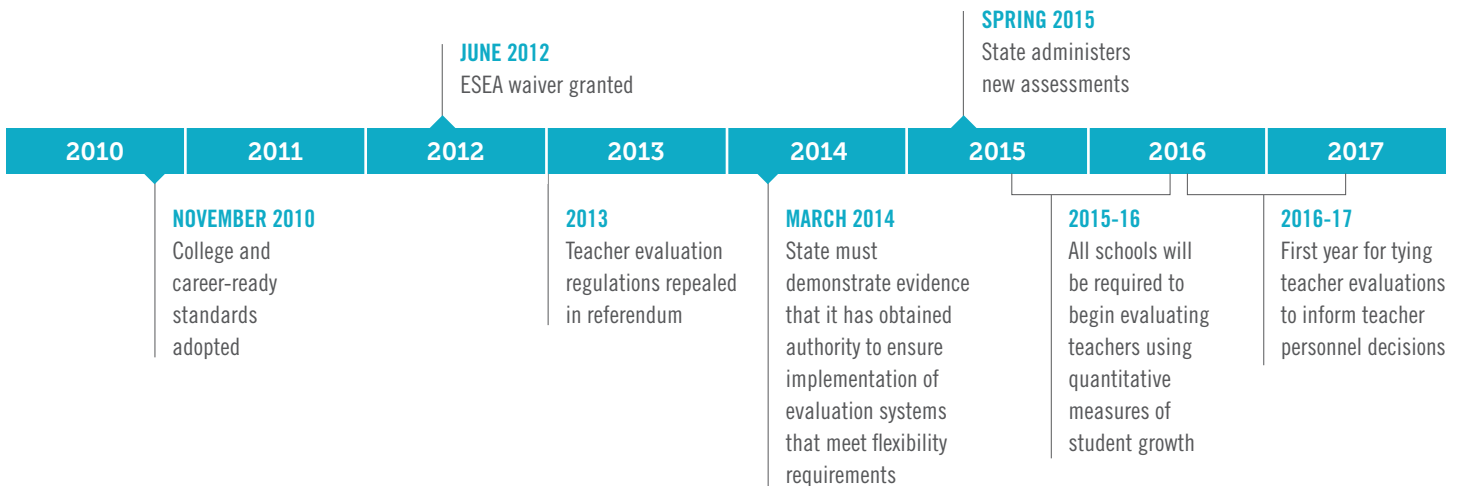 SPRING 2015
State administers
new assessments
JUNE 2012
ESEA waiver granted
2010 2011 2012 2013 2014 2015 2016 2017
NOVEMBER 2010
College and
career-ready
standards
adopted
2013
Teacher evaluation
regulations repealed
in referendum
MARCH 2014
State must
demonstrate evidence
that it has obtained
authority to ensure
implementation of
evaluation systems
that meet flexibility
requirements
2015-16
All schools will
be required to
begin evaluating
teachers using
quantitative
measures of
student growth
2016-17
First year for tying
teacher evaluations
to inform teacher
personnel decisions